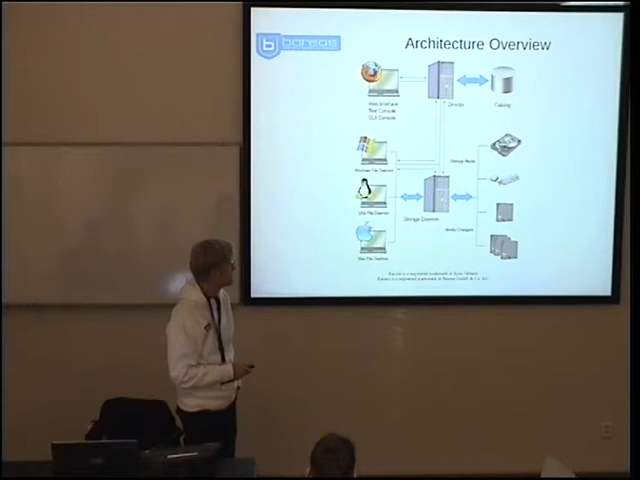 bareos
Architecture Overview
Web Interface
Text Console
GUI Console
Director
Catalog
Windows File Daemon
Storage Media
Unix File Daemon
Storage Daemon
Media Changers
Mac File Daemon